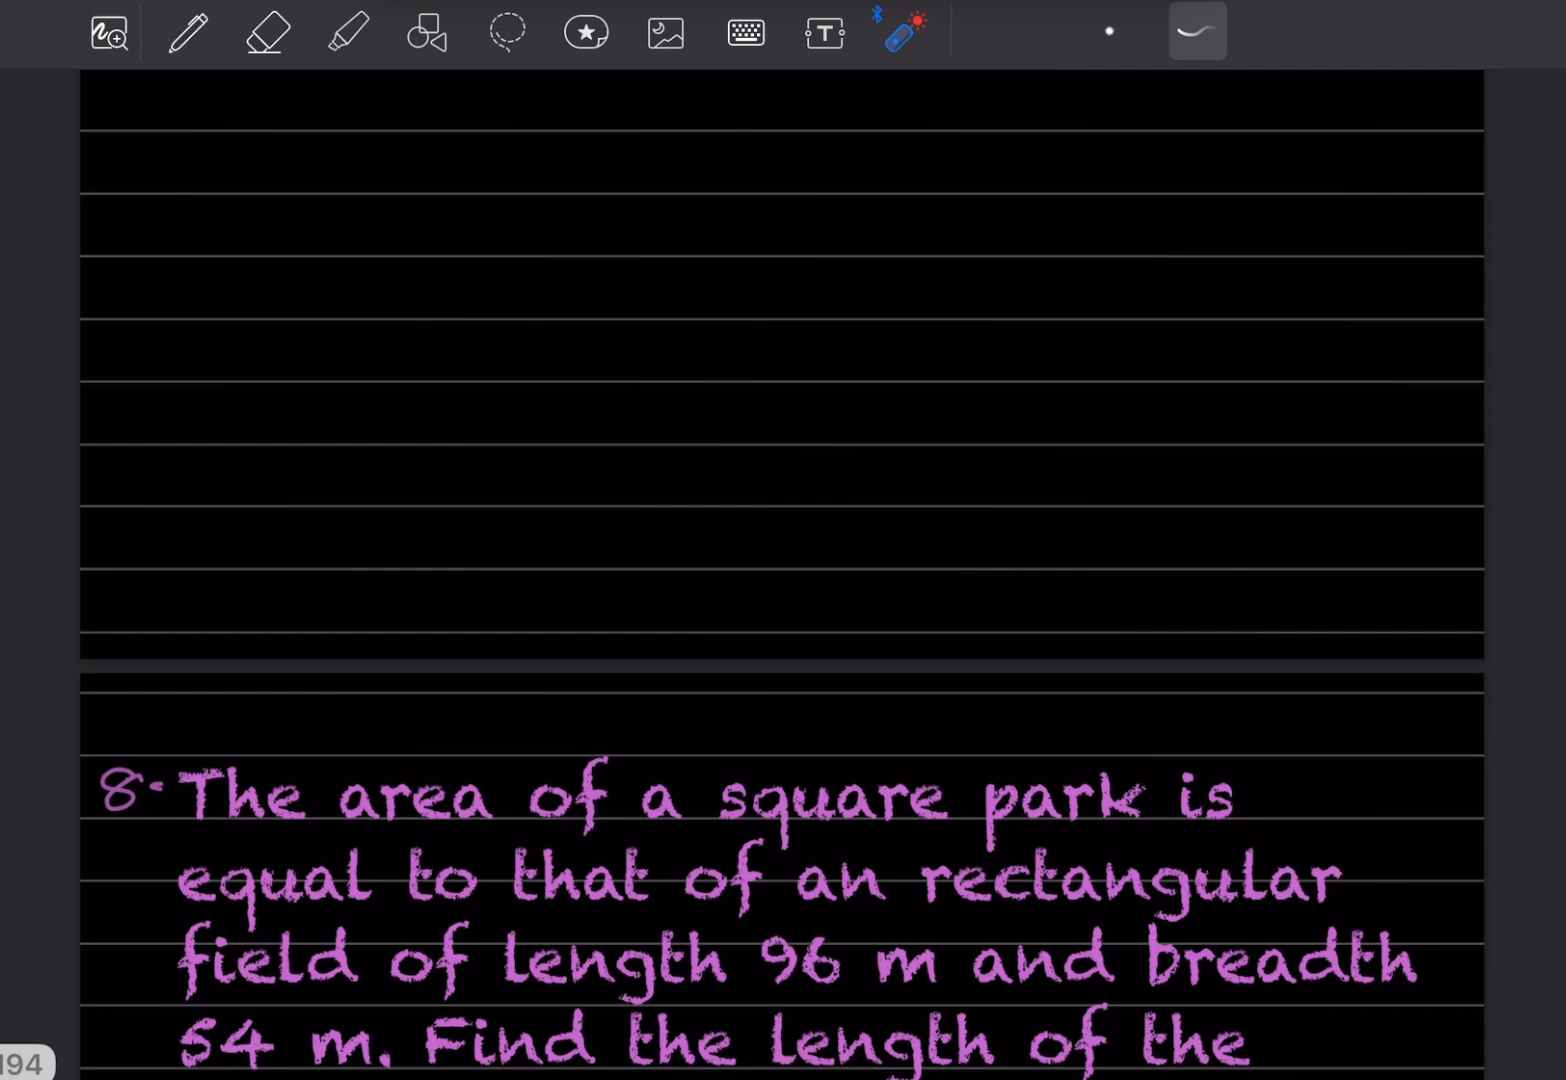 T
8. The area of a square park is
equal to that of an rectangular
field of length 96 m and breadth
54 m. Find the length of the
194